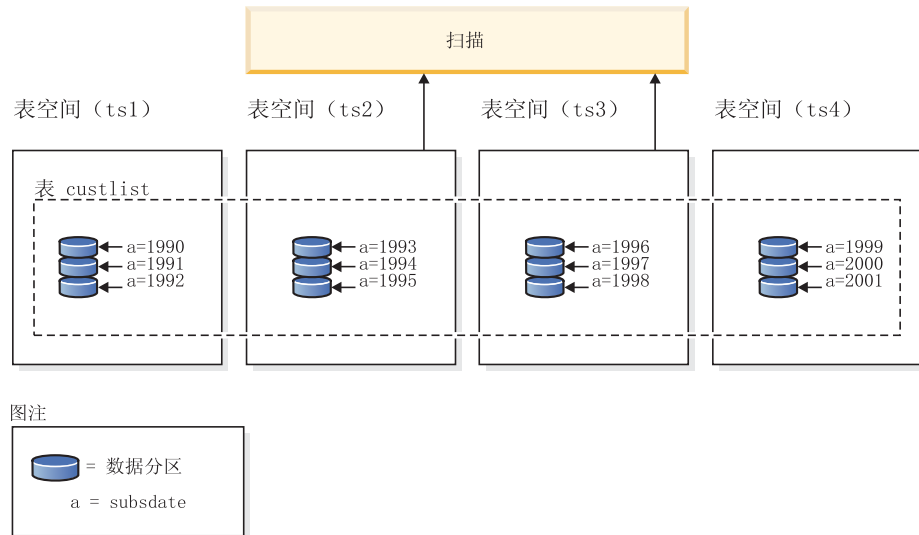 扫描
表空间（ts1）
表空间（ts2）
表空间（ts3）
表空间（ts4）
表 custlist
a=1990
a=1991
a=1992
a=1993
a=1994
a=1995
a=1996
a=1997
a=1998
a=1999
a=2000
a=2001
图注
= 数据分区
a = subsdate